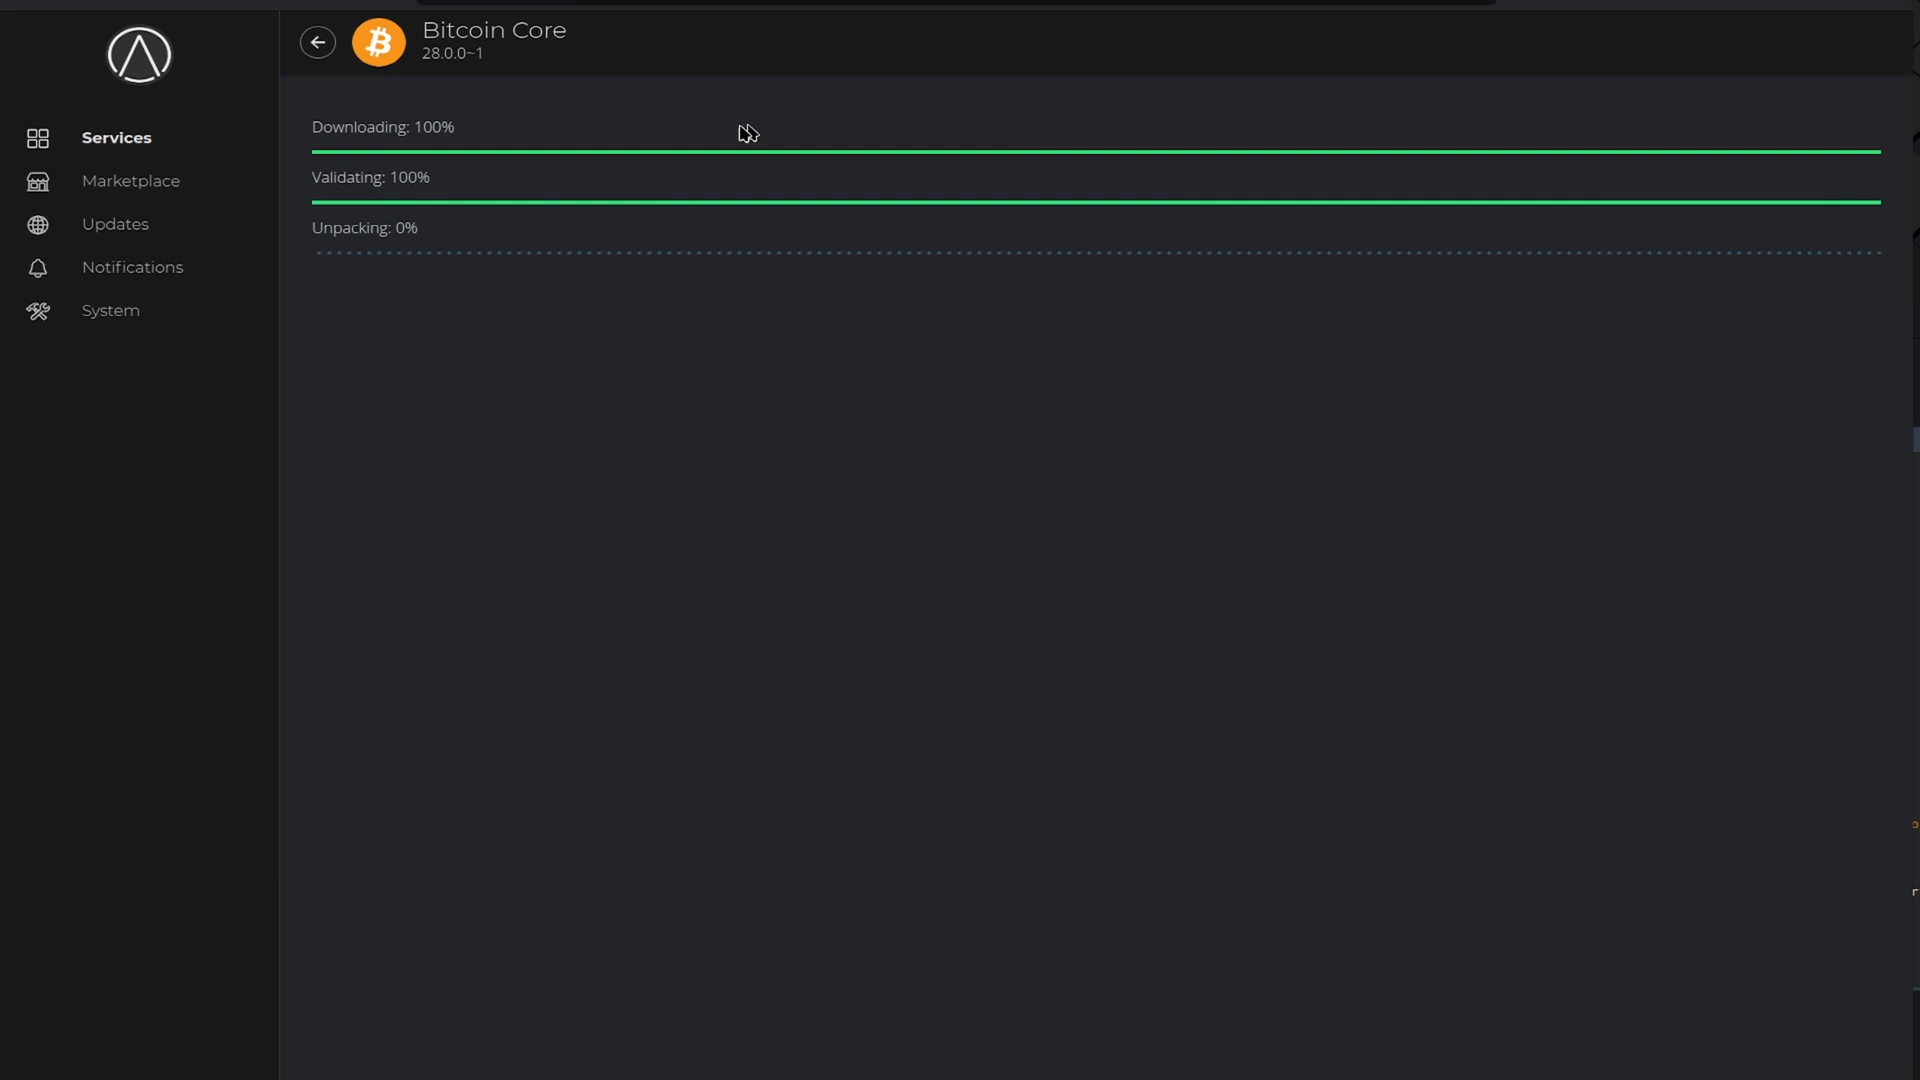 Bitcoin Core
28.0.0~1
Services
Marketplace
Updates
Notifications
System
Downloading: 100%
Validating: 100%
Unpacking: 0%